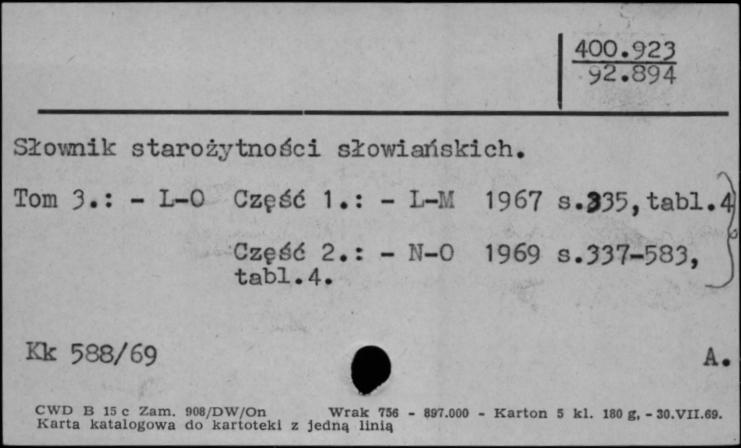 400.923
92.894
Słownik starożytności słowiańskich.
Tom 3.: - L-O Część 1.: - L-M 1967 s.335, tabl.4
Część 2.: - N-O 1969 s.337-583,
tabl.4.
Kk 588/69 A.
CWD B 15 c Zam. 908/DW/On Wrak 756 - 897.000 - Karton 5 kl. 180 g, - 30.VII.69.
Karta katalogowa do kartoteki z jedną linią